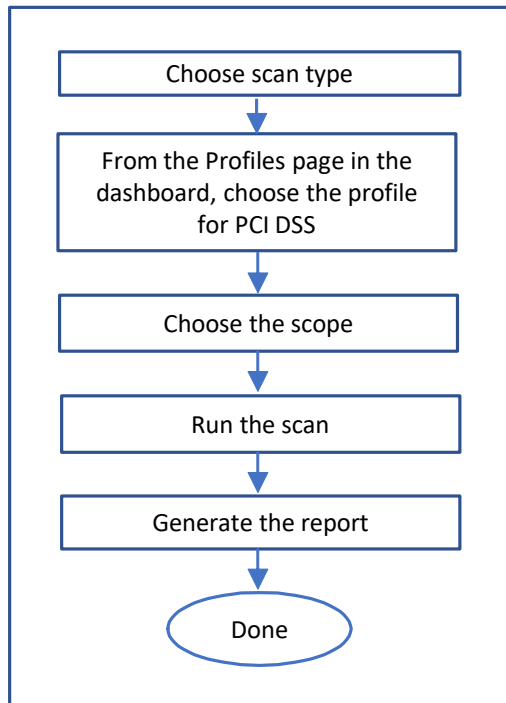 Choose scan type
From the Profiles page in the
dashboard, choose the profile
for PCI DSS
Choose the scope
Run the scan
Generate the report
Done